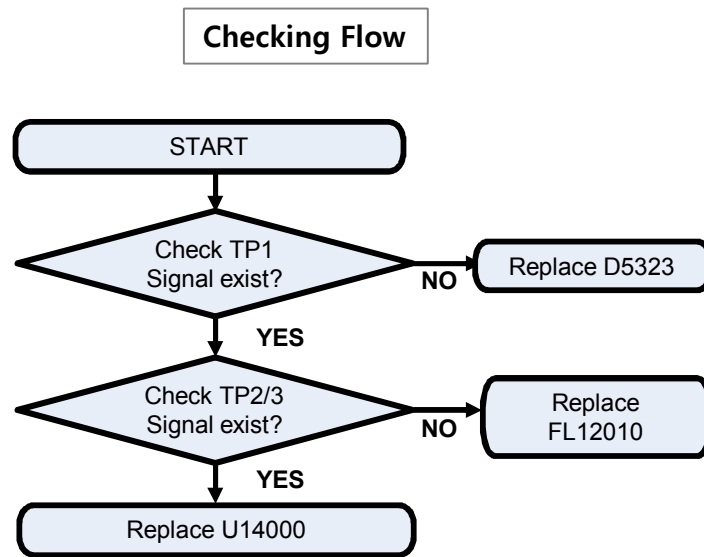 Checking Flow
START
Check TP1
Signal exist?
NO
Replace D5323
YES
Check TP2/3
Signal exist?
NO
Replace
FL12010
YES
Replace U14000